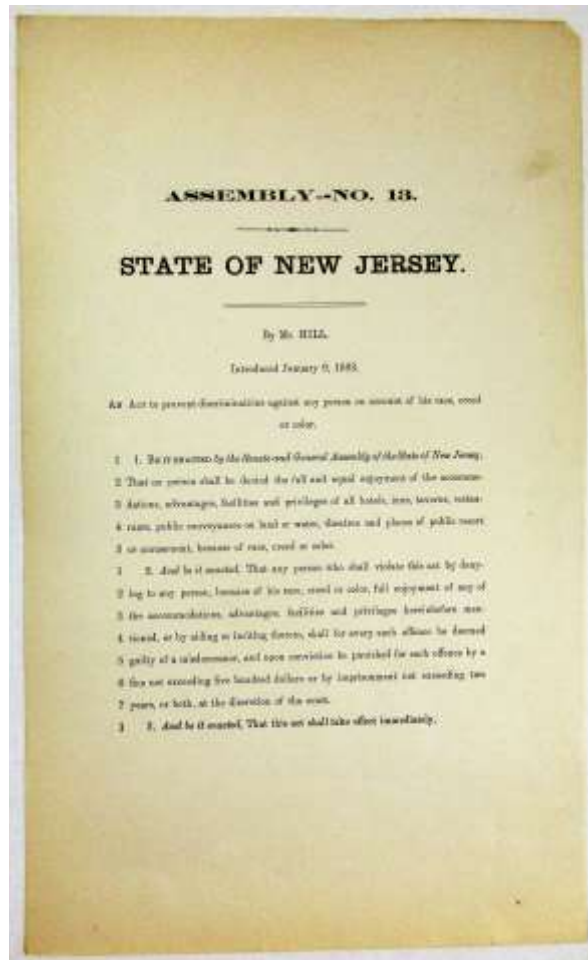 ASSEMBLY--NO. 13.
STATE OF NEW JERSEY.
By Mr. HILL.
Introduced January 9, 1883.
AN ACT to prevent discrimination against any person on account of his race, creed
or color.
1 1. BE IT ENACTED by the Senate and General Assembly of the State of New Jersey,
2 That no person shall be denied the full and equal enjoyment of the accommo-
3 dations, advantages, facilities and privileges of all hotels, inns, taverns, restau-
4 rants, public conveyances on land or water, theatres and places of public resort
5 or amusement, because of race, creed or color.
1 2. And be it enacted, That any person who shall violate this act by deny-
2 ing to any person, because of his race, creed or color, full enjoyment of any of
3 the accommodations, advantages, facilities and privileges hereinbefore men-
4 tioned, or by aiding or inciting thereto, shall for every such offence be deemed
5 guilty of a misdemeanor, and upon conviction be punished for such offence by a
6 fine not exceeding five hundred dollars or by imprisonment not exceeding two
7 years, or both, at the discretion of the court.
3 3. And be it enacted, That this act shall take effect immediately.